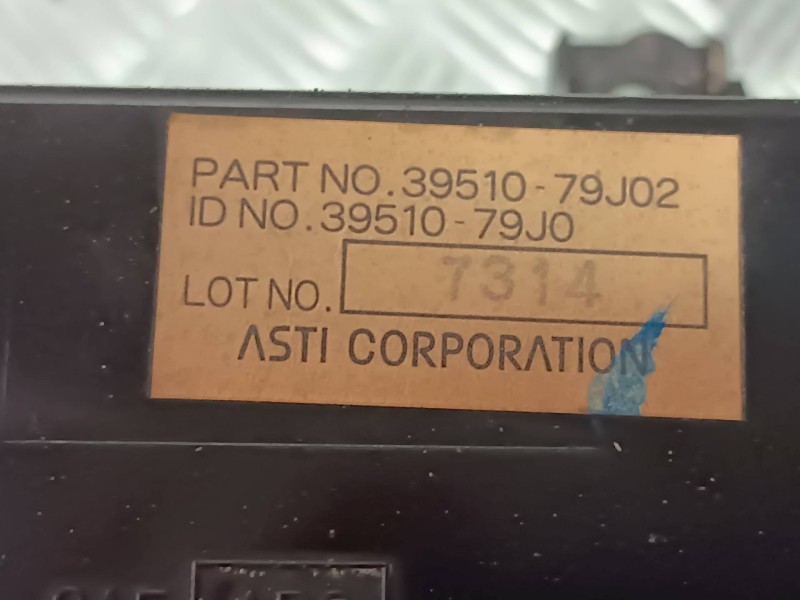 PART NO. 39510-79J02
ID NO. 39510-79J0
LOT NO. 7314
ASTI CORPORATION